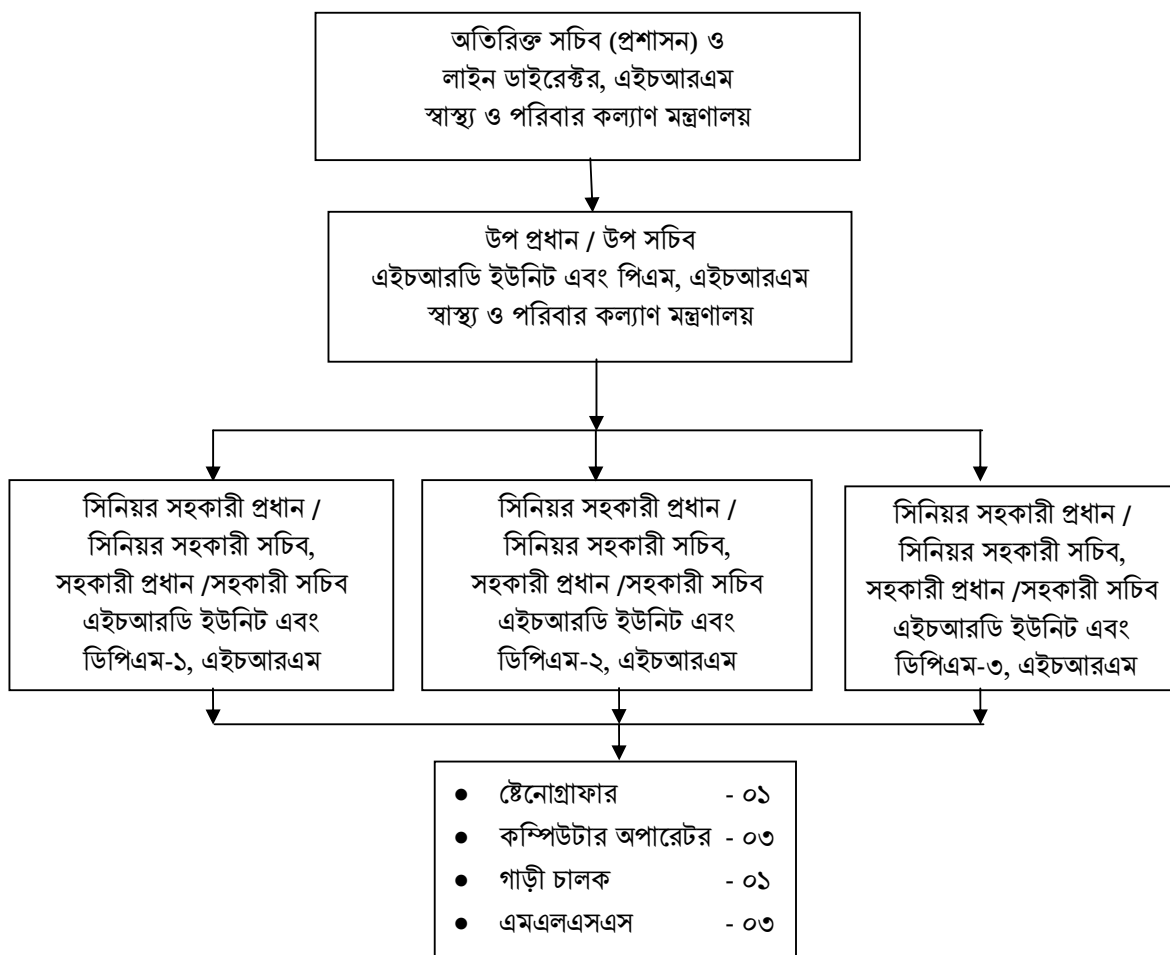 অতিরিক্ত সচিব (প্রশাসন) ও
লাইন ডাইরেক্টর, এইচআরএম
স্বাস্থ্য ও পরিবার কল্যাণ মন্ত্রণালয়
উপ প্রধান / উপ সচিব
এইচআরডি ইউনিট এবং পিএম, এইচআরএম
স্বাস্থ্য ও পরিবার কল্যাণ মন্ত্রণালয়
সিনিয়র সহকারী প্রধান /
সিনিয়র সহকারী সচিব,
সহকারী প্রধান /সহকারী সচিব
এইচআরডি ইউনিট এবং
ডিপিএম-১, এইচআরএম
সিনিয়র সহকারী প্রধান /
সিনিয়র সহকারী সচিব,
সহকারী প্রধান /সহকারী সচিব
এইচআরডি ইউনিট এবং
ডিপিএম-২, এইচআরএম
সিনিয়র সহকারী প্রধান /
সিনিয়র সহকারী সচিব,
সহকারী প্রধান /সহকারী সচিব
এইচআরডি ইউনিট এবং
ডিপিএম-৩, এইচআরএম
● ষ্টেনোগ্রাফার - ০১
● কম্পিউটার অপারেটর - ০৩
● গাড়ী চালক - ০১
● এমএলএসএস - ০৩